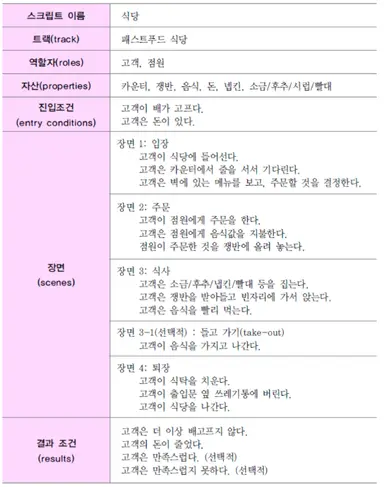 스크립트 이름
식당
트랙(track)
패스트푸드 식당
역할자(roles)
고객, 점원
자산(properties)
카운터, 쟁반, 음식, 돈, 냅킨, 소금/후추/시럽/빨대
진입조건
(entry conditions)
고객이 배가 고프다.
고객은 돈이 있다.
장면
(scenes)
장면 1: 입장
고객이 식당에 들어선다.
고객은 카운터에서 줄을 서서 기다린다.
고객은 벽에 있는 메뉴를 보고, 주문할 것을 결정한다.
장면 2: 주문
고객이 점원에게 주문을 한다.
고객은 점원에게 음식값을 지불한다.
점원이 주문한 것을 쟁반에 올려 놓는다.
장면 3: 식사
고객은 소금/후추/냅킨/빨대 등을 집는다.
고객은 쟁반을 받아들고 빈자리에 가서 앉는다.
고객은 음식을 빨리 먹는다.
장면 3-1(선택적) : 들고 가기(take-out)
고객이 음식을 가지고 나간다.
장면 4: 퇴장
고객이 식탁을 치운다.
고객이 출입문 옆 쓰레기통에 버린다.
고객이 식당을 나간다.
결과 조건
(results)
고객은 더 이상 배고프지 않다.
고객의 돈이 줄었다.
고객은 만족스럽다. (선택적)
고객은 만족스럽지 못하다. (선택적)